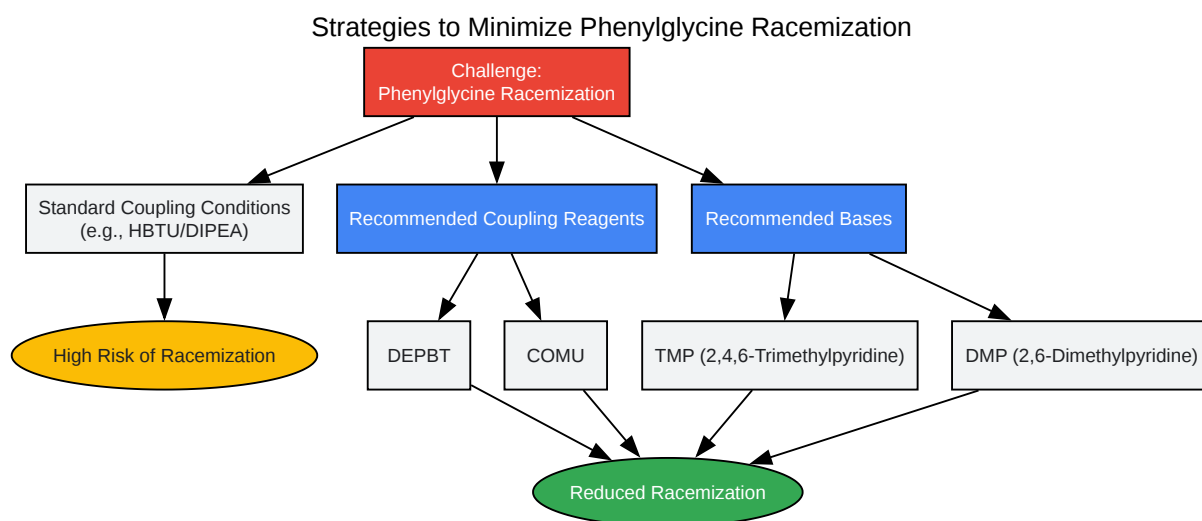 Strategies to Minimize Phenylglycine Racemization
Challenge:
Phenylglycine Racemization
Standard Coupling Conditions
(e.g., HBTU/DIPEA)
Recommended Coupling Reagents
Recommended Bases
High Risk of Racemization
DEPBT
COMU
TMP (2,4,6-Trimethylpyridine)
DMP (2,6-Dimethylpyridine)
Reduced Racemization